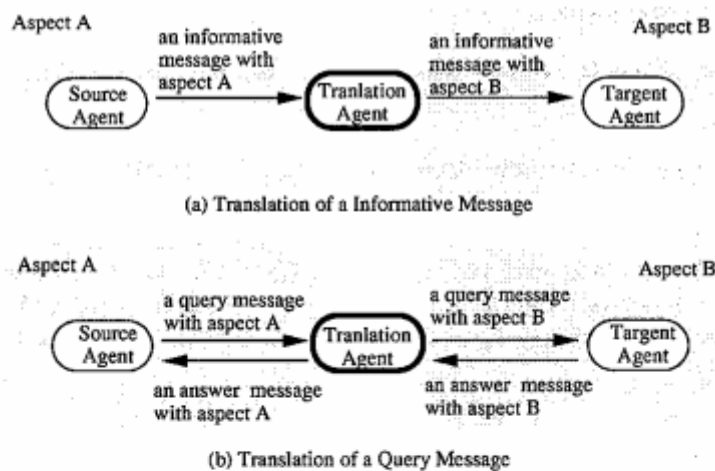 Aspect A
Aspect B
an informative
message with
aspect A
an informative
message with
aspect B
Source
Agent
Tranlation
Agent
Targent
Agent
(a) Translation of a Informative Message
Aspect A
Aspect B
a query message
with aspect A
a query message
with aspect B
Source
Agent
Tranlation
Agent
Targent
Agent
an answer message
with aspect A
an answer message
with aspect B
(b) Translation of a Query Message